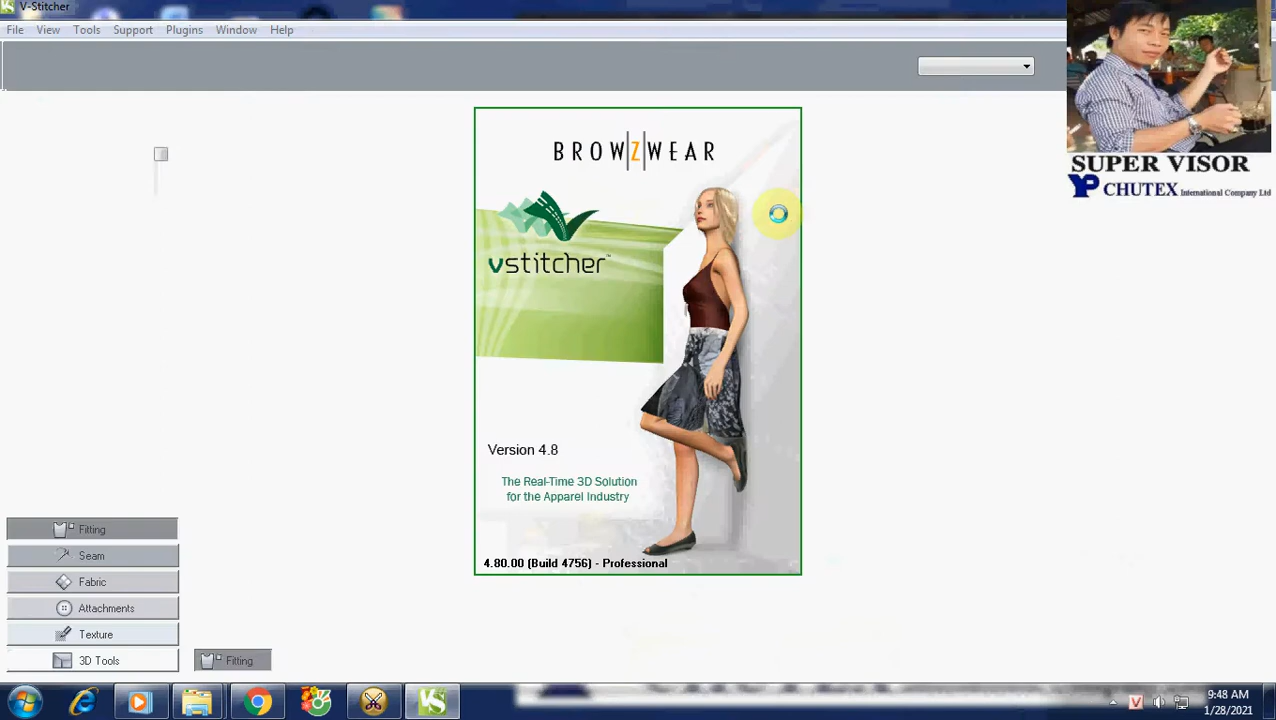 V-Stitcher
File View Tools Support Plugins Window Help
SUPER VISOR
YP CHUTEX International Company Ltd
BROWZWEAR
vstitcher™
Version 4.8
The Real-Time 3D Solution
for the Apparel Industry
4.80.00 (Build 4756) - Professional
Fitting
Seam
Fabric
Attachments
Texture
3D Tools
Fitting
9:48 AM
1/28/2021